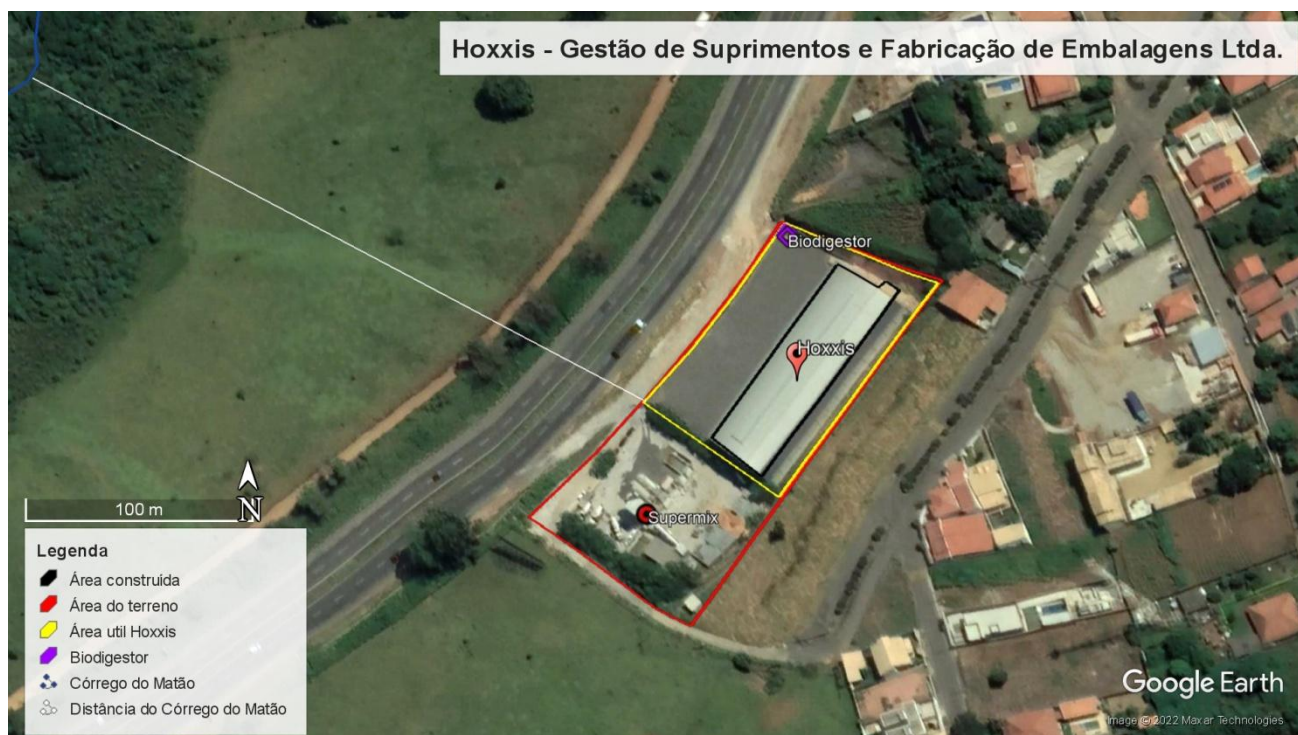 Hoxxis - Gestão de Suprimentos e Fabricação de Embalagens Ltda.
Biodigestor
Hoxxis
Supermix
100 m
N
Legenda
Área construida
Área do terreno
Área util Hoxxis
Biodigestor
Córrego do Matão
Distância do Córrego do Matão
Google Earth
Image © 2022 Maxar Technologies